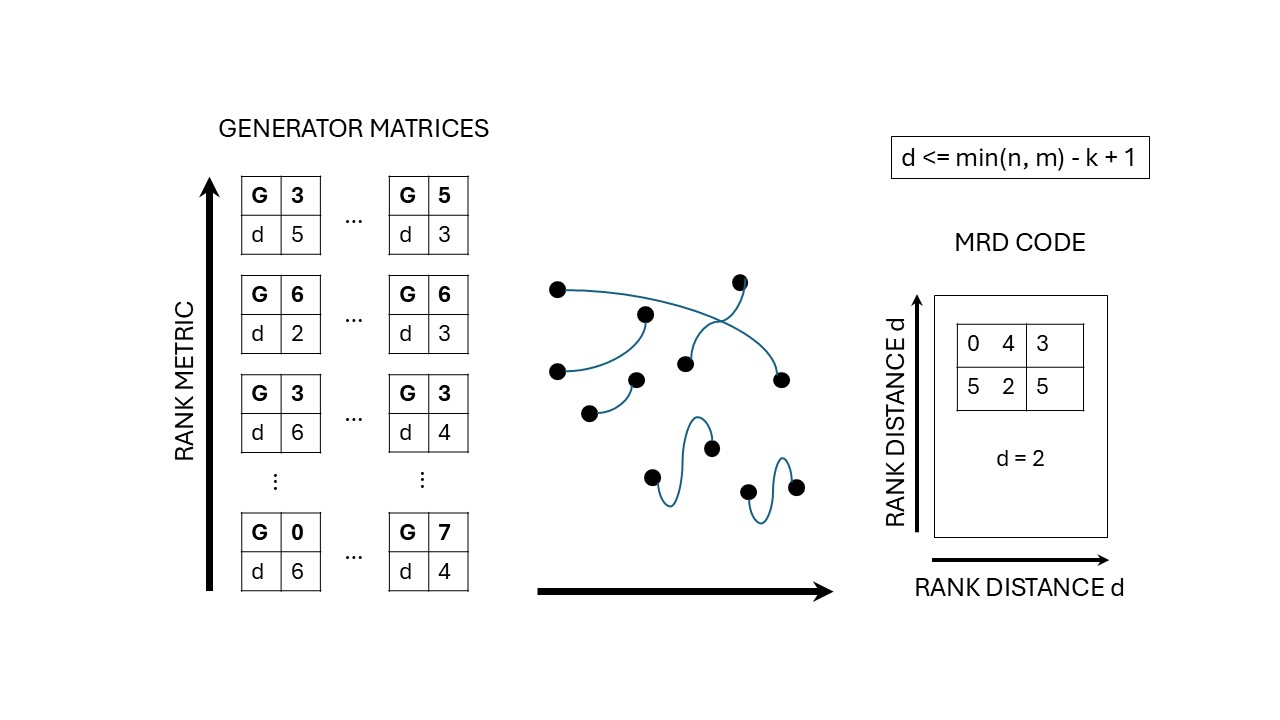 GENERATOR MATRICES
RANK METRIC
G 3 ... G 5
d 5 d 3
G 6 ... G 6
d 2 d 3
G 3 ... G 3
d 6 d 4
⋮ ⋮
G 0 ... G 7
d 6 d 4
d <= min(n, m) - k + 1
MRD CODE
RANK DISTANCE d
0 4 3
5 2 5
d = 2
RANK DISTANCE d